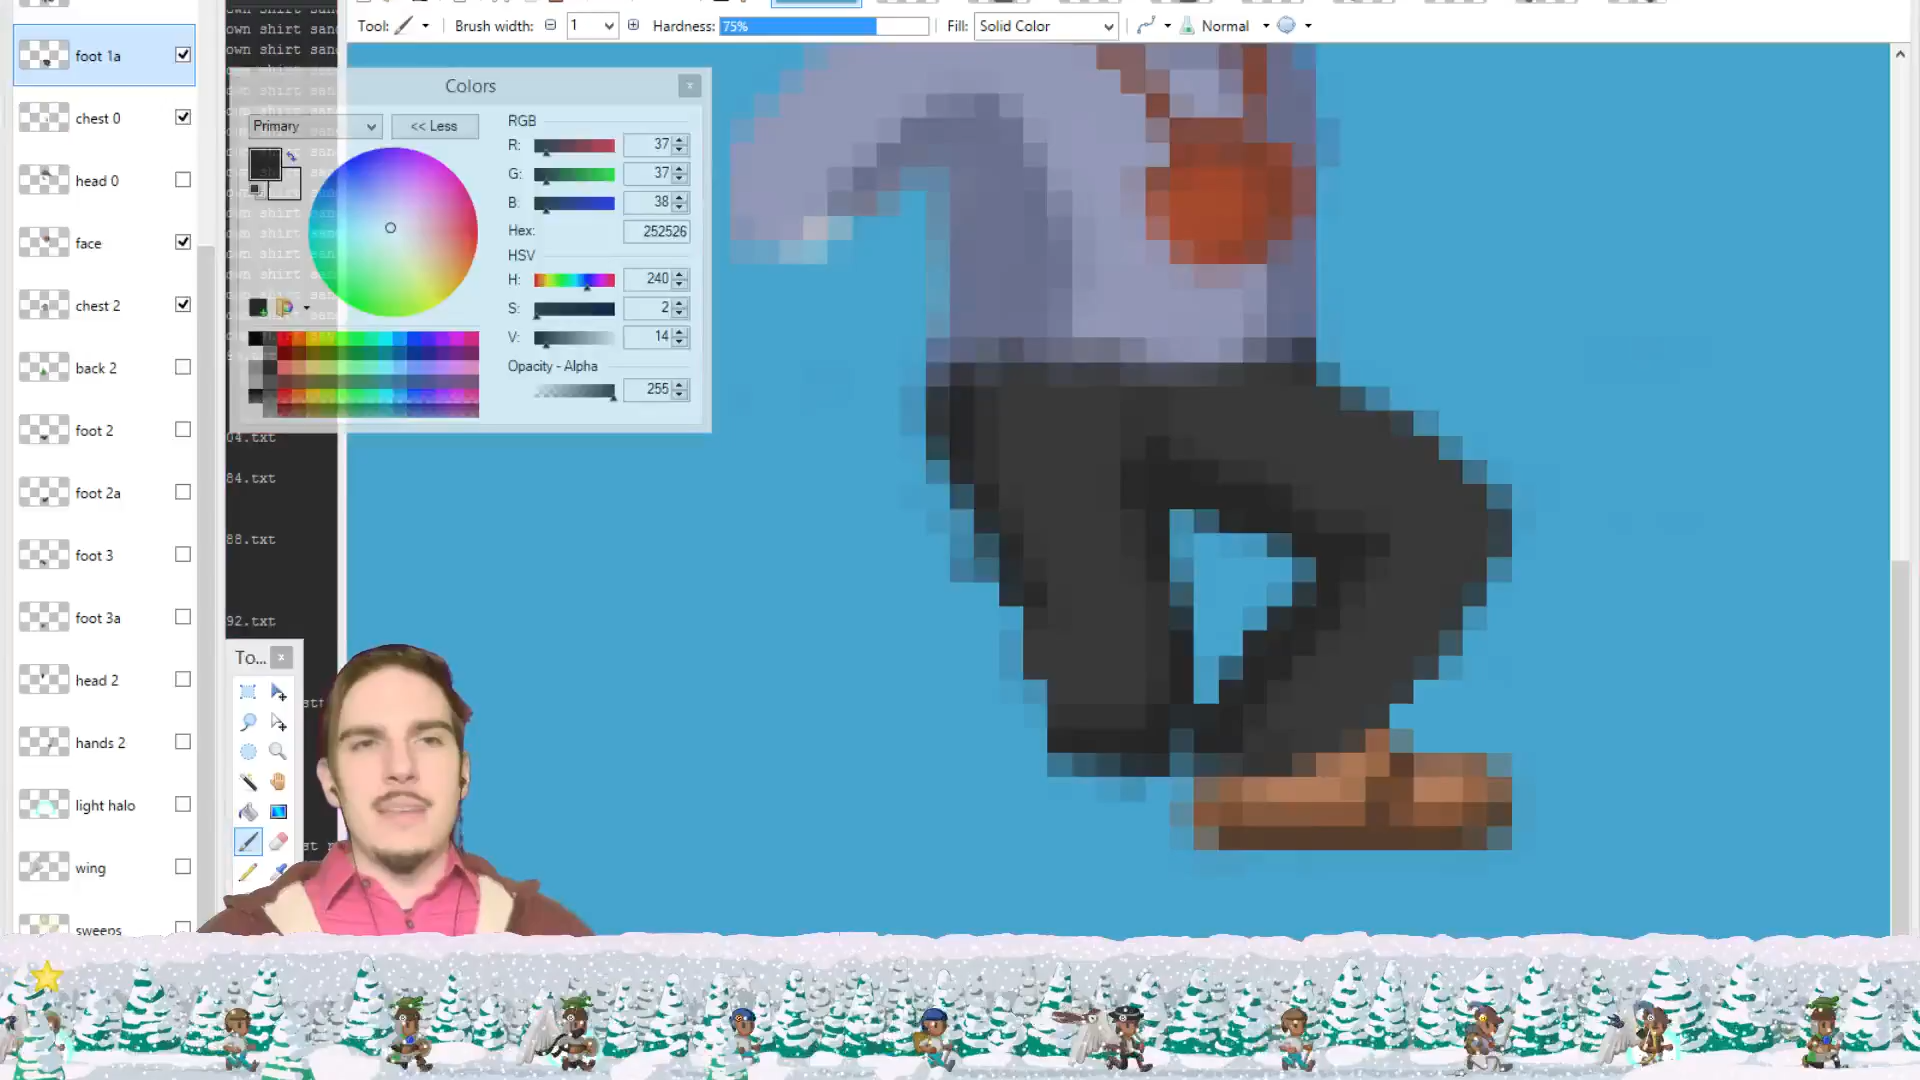 Tool:
Brush width:
1
Hardness:
75%
Fill:
Solid Color
Normal
foot 1a
chest 0
head 0
face
chest 2
back 2
foot 2
foot 2a
foot 3
foot 3a
head 2
hands 2
light halo
wing
sweeps
own shirt san
own shirt san
Colors
Primary
<< Less
RGB
R:
37
G:
37
B:
38
Hex:
252526
HSV
H:
240
S:
2
V:
14
Opacity - Alpha
255
04.txt
84.txt
88.txt
92.txt
To...